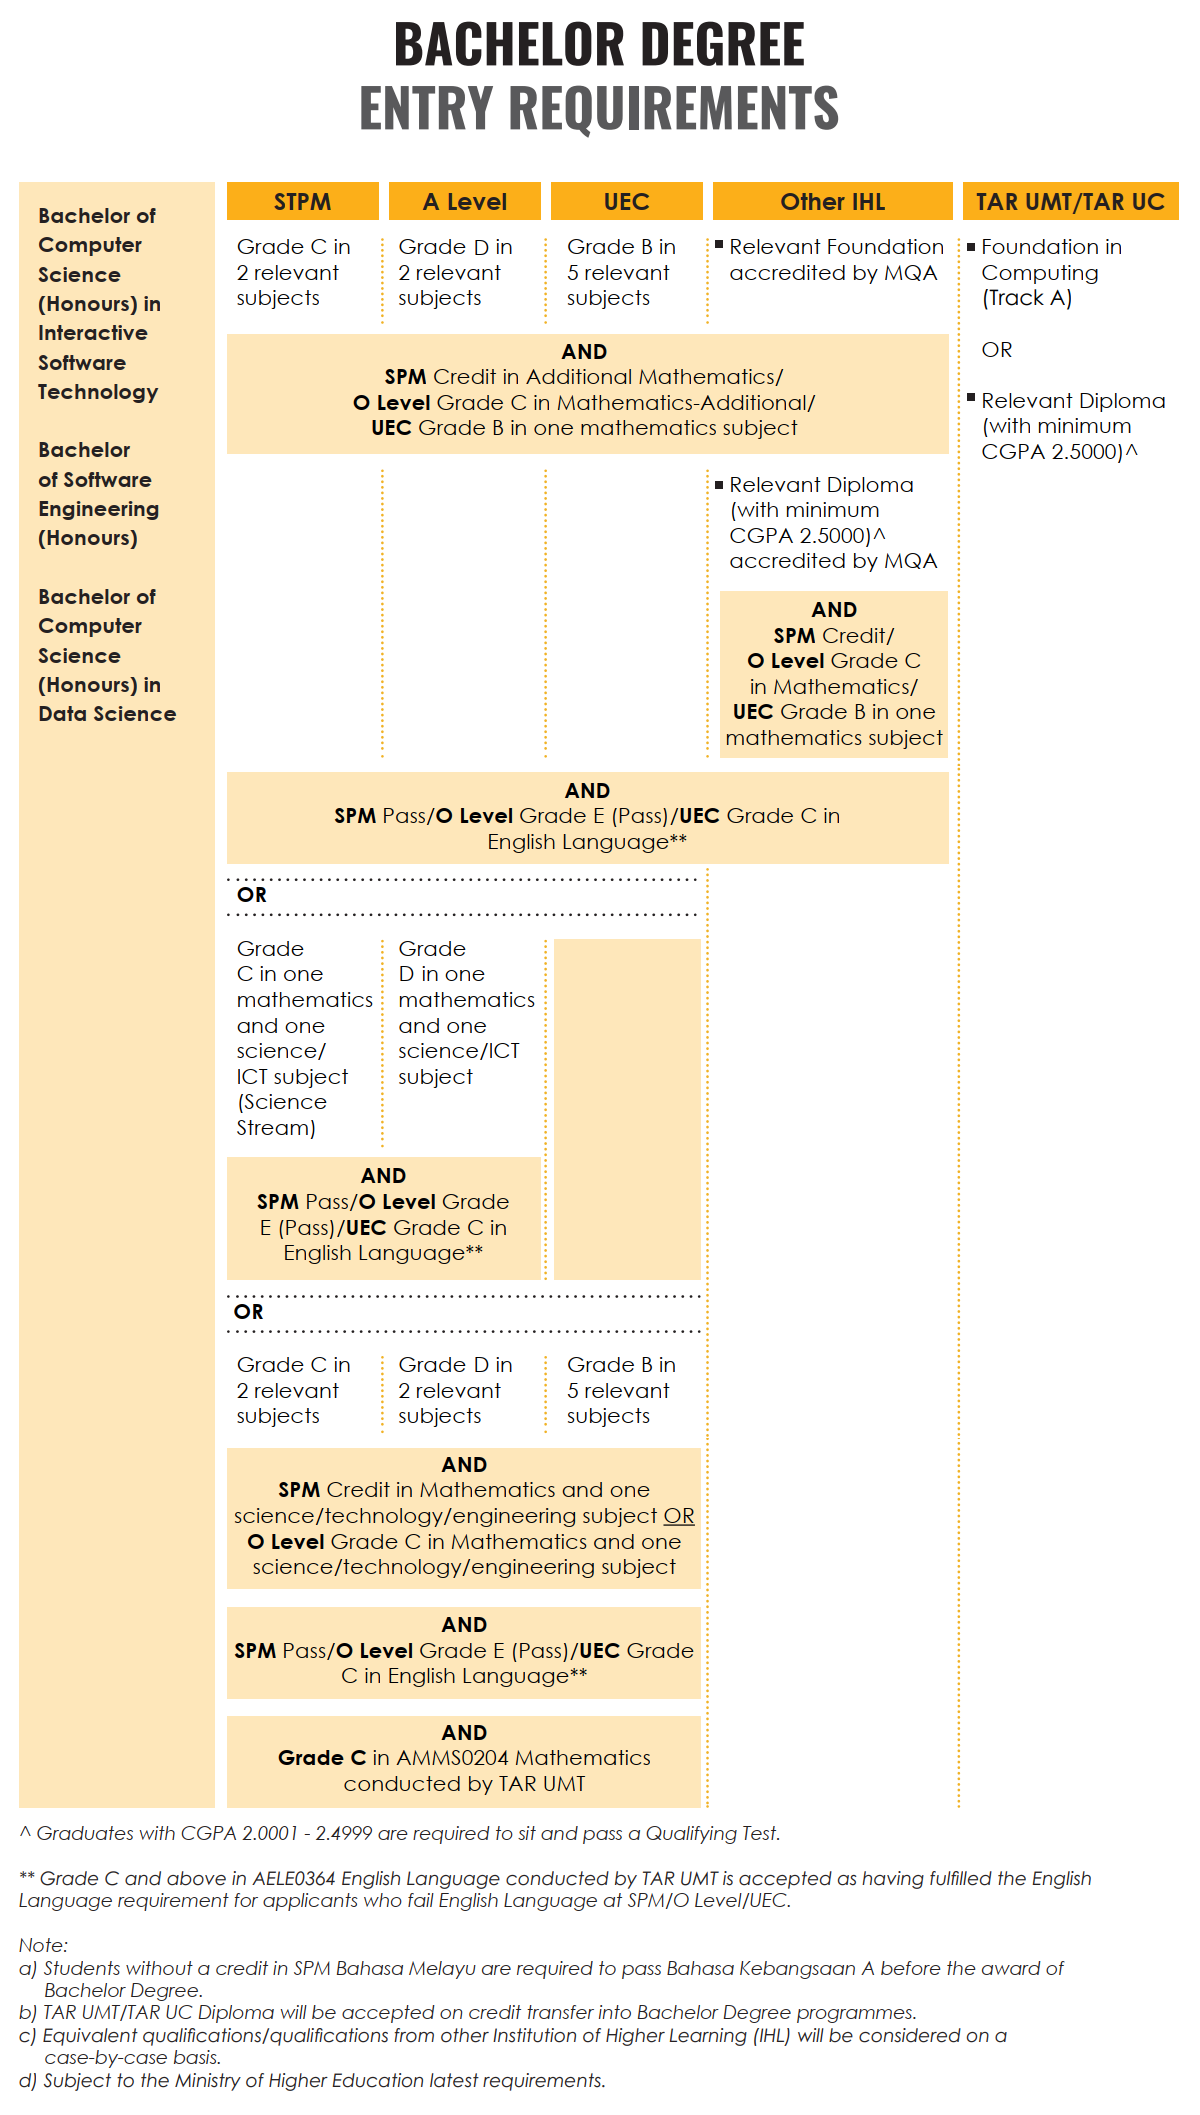 BACHELOR DEGREE
ENTRY REQUIREMENTS
Bachelor of
Computer
Science
(Honours) in
Interactive
Software
Technology
Bachelor
of Software
Engineering
(Honours)
Bachelor of
Computer
Science
(Honours) in
Data Science
STPM
A Level
UEC
Other IHL
TAR UMT/TAR UC
Grade C in
2 relevant
subjects
Grade D in
2 relevant
subjects
Grade B in
5 relevant
subjects
▪ Relevant Foundation
accredited by MQA
▪ Foundation in
Computing
(Track A)
OR
▪ Relevant Diploma
(with minimum
CGPA 2.5000)^
AND
SPM Credit in Additional Mathematics/
O Level Grade C in Mathematics-Additional/
UEC Grade B in one mathematics subject
▪ Relevant Diploma
(with minimum
CGPA 2.5000)^
accredited by MQA
AND
SPM Credit/
O Level Grade C
in Mathematics/
UEC Grade B in one
mathematics subject
AND
SPM Pass/O Level Grade E (Pass)/UEC Grade C in
English Language**
OR
Grade
C in one
mathematics
and one
science/
ICT subject
(Science
Stream)
Grade
D in one
mathematics
and one
science/ICT
subject
AND
SPM Pass/O Level Grade
E (Pass)/UEC Grade C in
English Language**
OR
Grade C in
2 relevant
subjects
Grade D in
2 relevant
subjects
Grade B in
5 relevant
subjects
AND
SPM Credit in Mathematics and one
science/technology/engineering subject OR
O Level Grade C in Mathematics and one
science/technology/engineering subject
AND
SPM Pass/O Level Grade E (Pass)/UEC Grade
C in English Language**
AND
Grade C in AMMS0204 Mathematics
conducted by TAR UMT
^ Graduates with CGPA 2.0001 - 2.4999 are required to sit and pass a Qualifying Test.
** Grade C and above in AELE0364 English Language conducted by TAR UMT is accepted as having fulfilled the English
Language requirement for applicants who fail English Language at SPM/O Level/UEC.
Note:
a) Students without a credit in SPM Bahasa Melayu are required to pass Bahasa Kebangsaan A before the award of
Bachelor Degree.
b) TAR UMT/TAR UC Diploma will be accepted on credit transfer into Bachelor Degree programmes.
c) Equivalent qualifications/qualifications from other Institution of Higher Learning (IHL) will be considered on a
case-by-case basis.
d) Subject to the Ministry of Higher Education latest requirements.